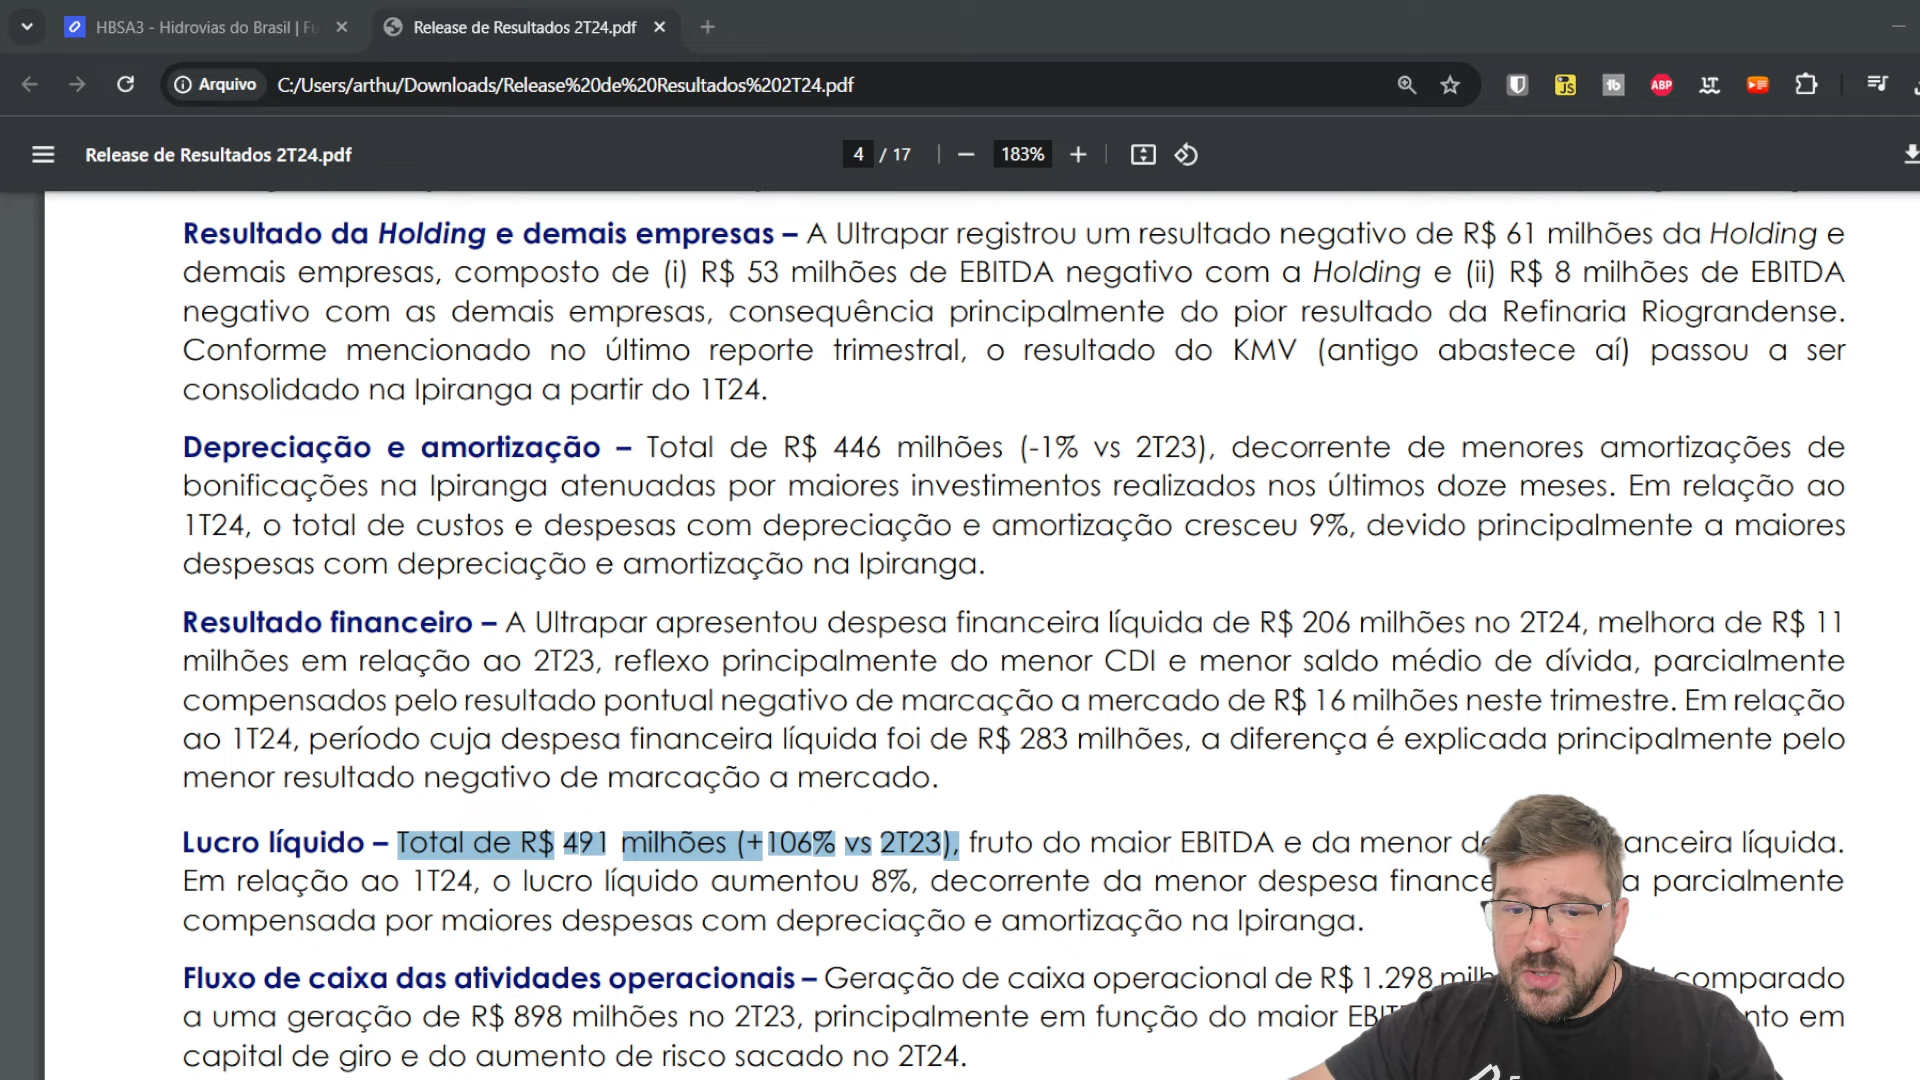 HBSA3 - Hidrovias do Brasil | Fu
Release de Resultados 2T24.pdf
Arquivo
C:/Users/arthu/Downloads/Release%20de%20Resultados%202T24.pdf
JS
tb
ABP
Release de Resultados 2T24.pdf
4 / 17
183%
Resultado da Holding e demais empresas – A Ultrapar registrou um resultado negativo de R$ 61 milhões da Holding e
demais empresas, composto de (i) R$ 53 milhões de EBITDA negativo com a Holding e (ii) R$ 8 milhões de EBITDA
negativo com as demais empresas, consequência principalmente do pior resultado da Refinaria Riograndense.
Conforme mencionado no último reporte trimestral, o resultado do KMV (antigo abastece aí) passou a ser
consolidado na Ipiranga a partir do 1T24.
Depreciação e amortização – Total de R$ 446 milhões (-1% vs 2T23), decorrente de menores amortizações de
bonificações na Ipiranga atenuadas por maiores investimentos realizados nos últimos doze meses. Em relação ao
1T24, o total de custos e despesas com depreciação e amortização cresceu 9%, devido principalmente a maiores
despesas com depreciação e amortização na Ipiranga.
Resultado financeiro – A Ultrapar apresentou despesa financeira líquida de R$ 206 milhões no 2T24, melhora de R$ 11
milhões em relação ao 2T23, reflexo principalmente do menor CDI e menor saldo médio de dívida, parcialmente
compensados pelo resultado pontual negativo de marcação a mercado de R$ 16 milhões neste trimestre. Em relação
ao 1T24, período cuja despesa financeira líquida foi de R$ 283 milhões, a diferença é explicada principalmente pelo
menor resultado negativo de marcação a mercado.
Lucro líquido – Total de R$ 491 milhões (+106% vs 2T23), fruto do maior EBITDA e da menor de anceira líquida.
Em relação ao 1T24, o lucro líquido aumentou 8%, decorrente da menor despesa finance a parcialmente
compensada por maiores despesas com depreciação e amortização na Ipiranga.
Fluxo de caixa das atividades operacionais – Geração de caixa operacional de R$ 1.298 milh comparado
a uma geração de R$ 898 milhões no 2T23, principalmente em função do maior EBIT nto em
capital de giro e do aumento de risco sacado no 2T24.